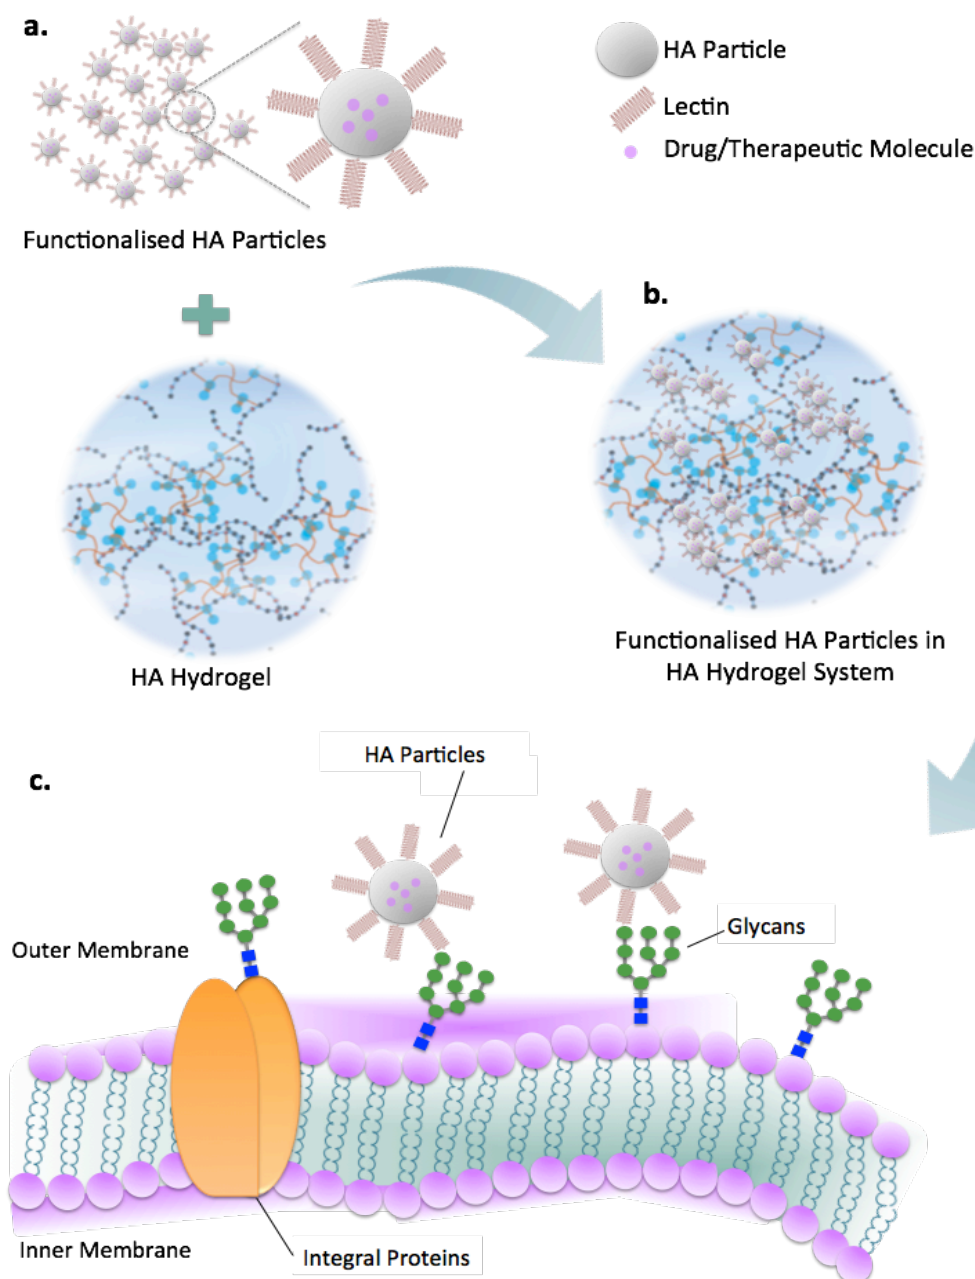 a.
HA Particle
Lectin
Drug/Therapeutic Molecule
Functionalised HA Particles
b.
HA Hydrogel
Functionalised HA Particles in
HA Hydrogel System
c.
HA Particles
Glycans
Outer Membrane
Inner Membrane
Integral Proteins